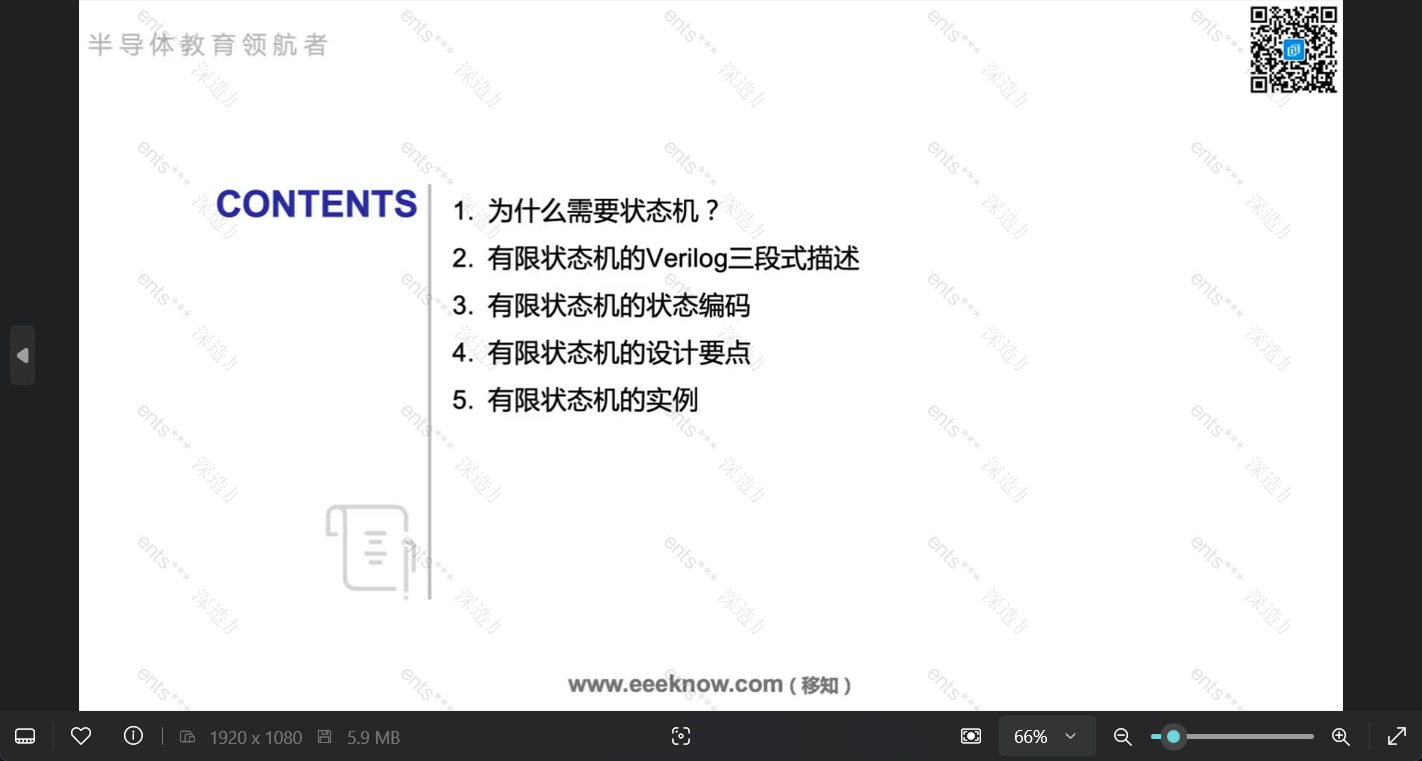 半导体教育领航者
CONTENTS
1. 为什么需要状态机？
2. 有限状态机的Verilog三段式描述
3. 有限状态机的状态编码
4. 有限状态机的设计要点
5. 有限状态机的实例
www.eeeknow.com（移知）
ents*** 深造力
1920 x 1080
5.9 MB
66%